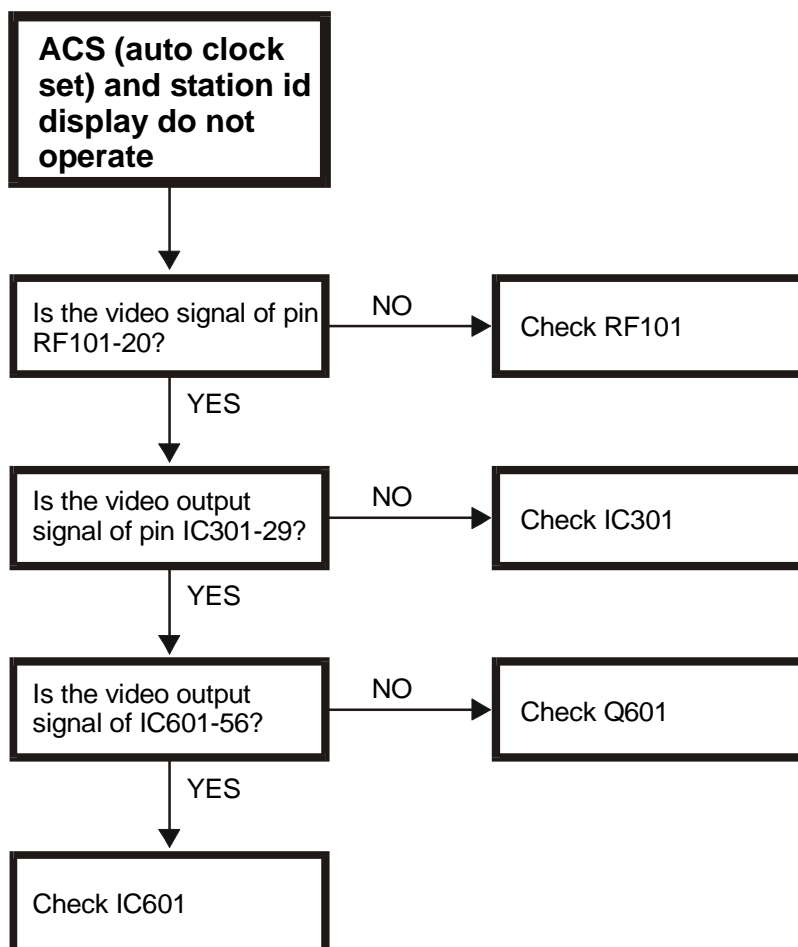 ACS (auto clock
set) and station id
display do not
operate
Is the video signal of pin
RF101-20?
NO
Check RF101
YES
Is the video output
signal of pin IC301-29?
NO
Check IC301
YES
Is the video output
signal of IC601-56?
NO
Check Q601
YES
Check IC601